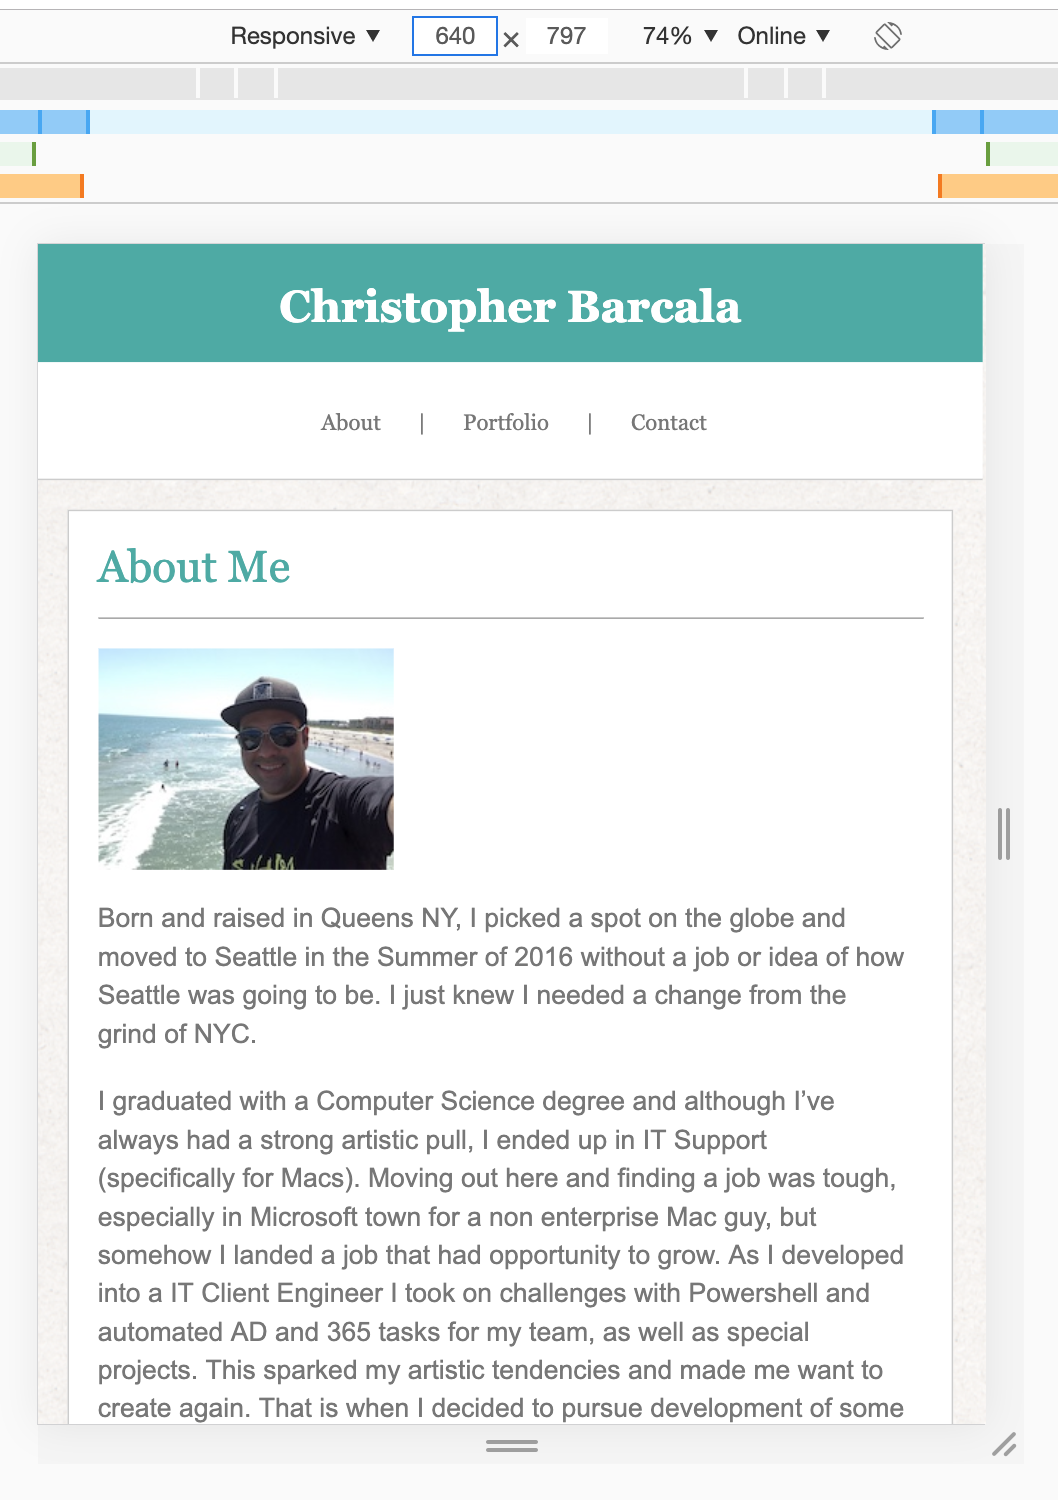 Responsive ▼ 640 × 797 74% ▼ Online ▼
Christopher Barcala
About | Portfolio | Contact
About Me
Born and raised in Queens NY, I picked a spot on the globe and
moved to Seattle in the Summer of 2016 without a job or idea of how
Seattle was going to be. I just knew I needed a change from the
grind of NYC.
I graduated with a Computer Science degree and although I’ve
always had a strong artistic pull, I ended up in IT Support
(specifically for Macs). Moving out here and finding a job was tough,
especially in Microsoft town for a non enterprise Mac guy, but
somehow I landed a job that had opportunity to grow. As I developed
into a IT Client Engineer I took on challenges with Powershell and
automated AD and 365 tasks for my team, as well as special
projects. This sparked my artistic tendencies and made me want to
create again. That is when I decided to pursue development of some